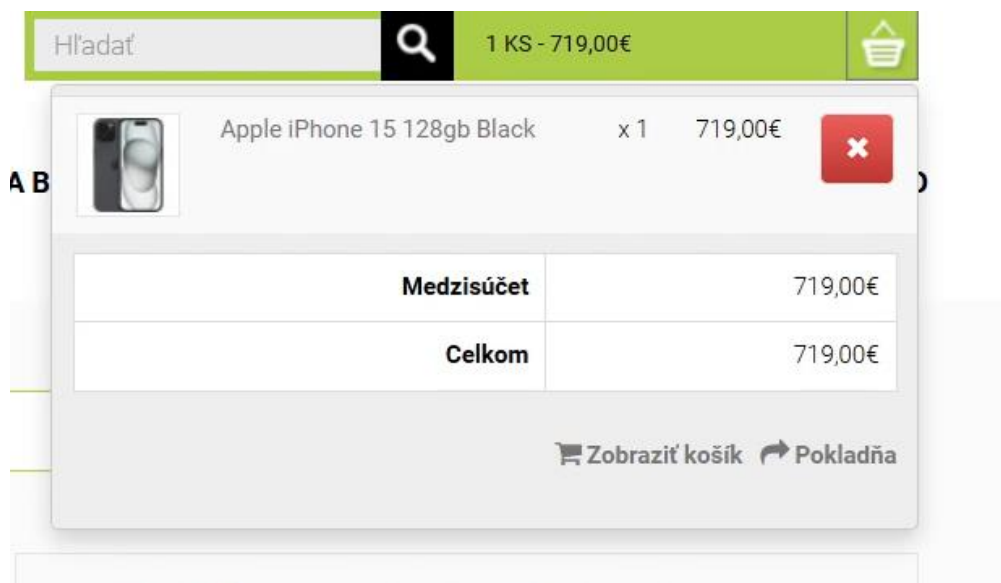 Hľadať
1 KS - 719,00€
Apple iPhone 15 128gb Black x 1 719,00€
A B
Medzisúčet 719,00€
Celkom 719,00€
Zobraziť košík Pokladňa